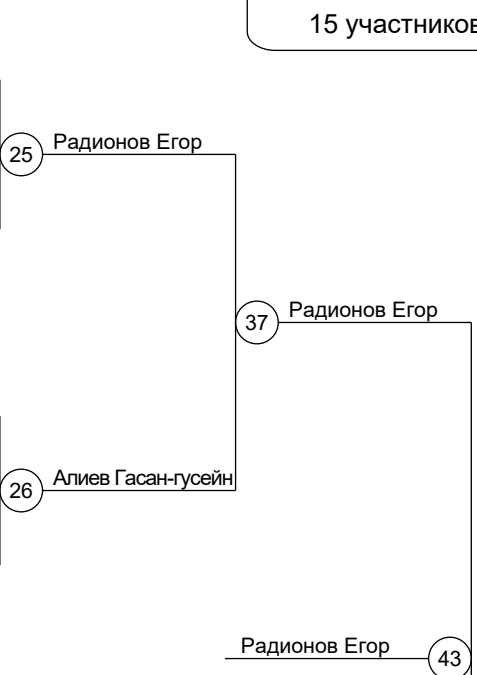 15 участников
25 Радионов Егор
37 Радионов Егор
26 Алиев Гасан-гусейн
Радионов Егор 43